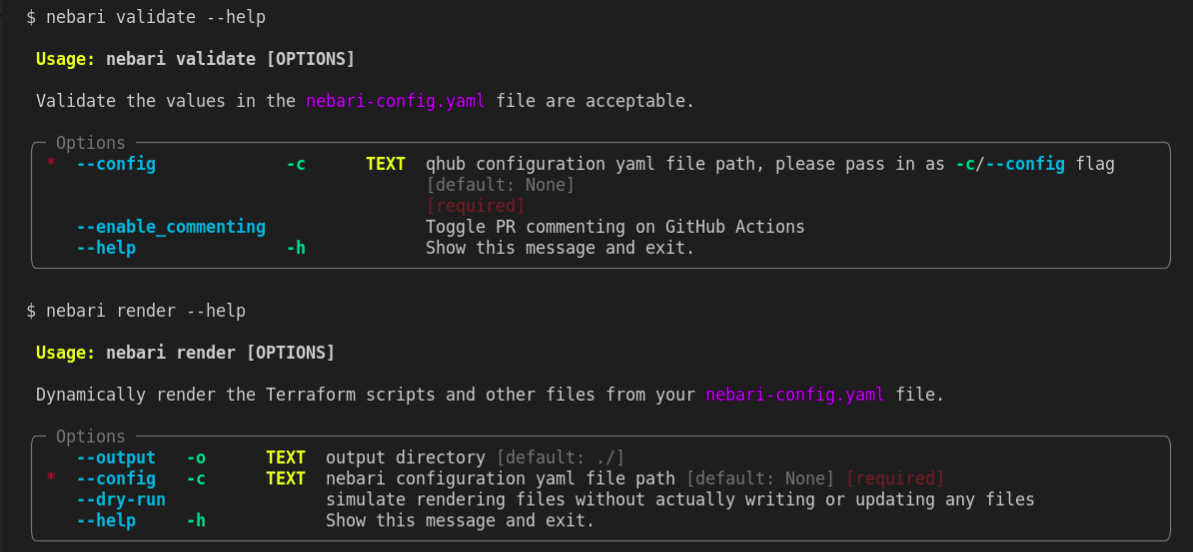 $ nebari validate --help
Usage: nebari validate [OPTIONS]
Validate the values in the nebari-config.yaml file are acceptable.
Options
* --config -c TEXT qhub configuration yaml file path, please pass in as -c/--config flag
[default: None]
[required]
--enable_commenting Toggle PR commenting on GitHub Actions
--help -h Show this message and exit.
$ nebari render --help
Usage: nebari render [OPTIONS]
Dynamically render the Terraform scripts and other files from your nebari-config.yaml file.
Options
--output -o TEXT output directory [default: ./]
* --config -c TEXT nebari configuration yaml file path [default: None] [required]
--dry-run simulate rendering files without actually writing or updating any files
--help -h Show this message and exit.